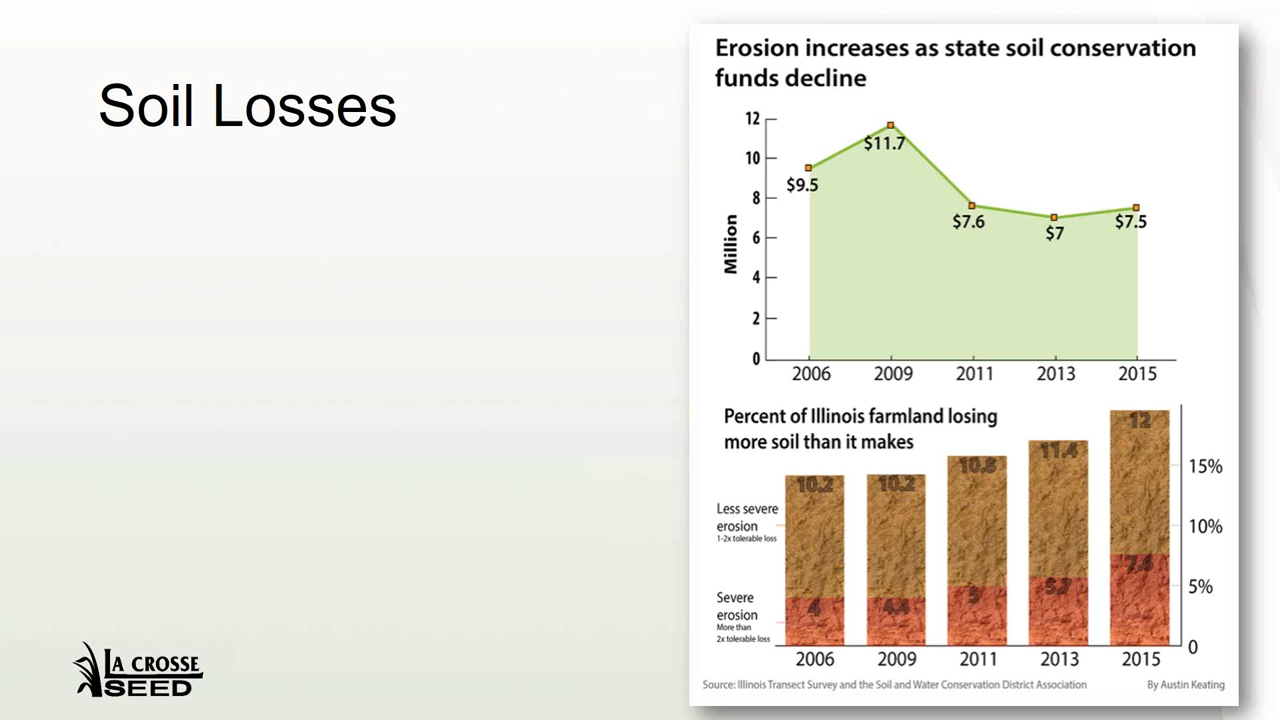 Soil Losses
Erosion increases as state soil conservation
funds decline
Million
12
10
8
6
4
2
0
$9.5
$11.7
$7.6
$7
$7.5
2006 2009 2011 2013 2015
Percent of Illinois farmland losing
more soil than it makes
Less severe
erosion
1-2x tolerable loss
Severe
erosion
More than
2x tolerable loss
10.2 10.2 10.8 11.4 12
4 4.4 5 5.7 7.6
15%
10%
5%
0
2006 2009 2011 2013 2015
Source: Illinois Transect Survey and the Soil and Water Conservation District Association
By Austin Keating
LA CROSSE
SEED